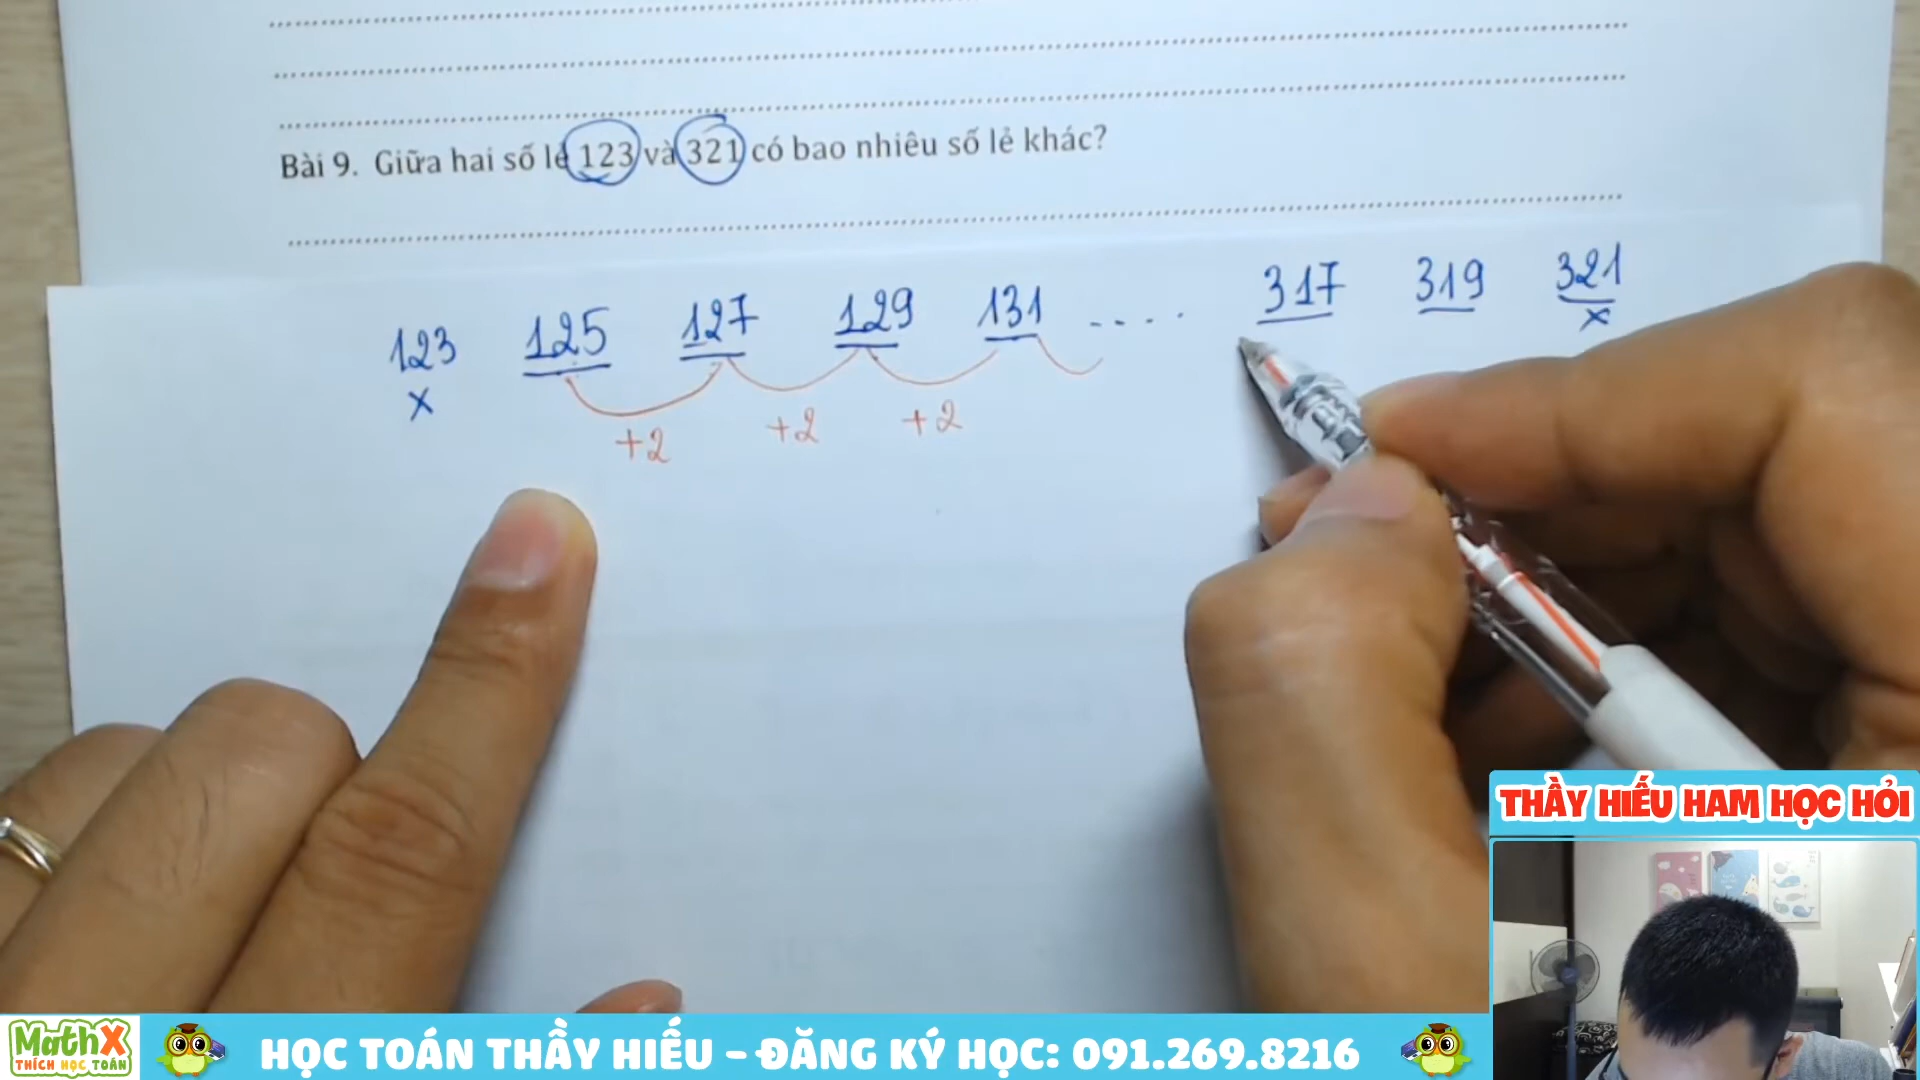 Bài 9. Giữa hai số lẻ 123 và 321 có bao nhiêu số lẻ khác?
123 125 127 129 131 .... 317 319 321
x x
+2 +2 +2
THẦY HIẾU HAM HỌC HỎI
MathX
THÍCH HỌC TOÁN
HỌC TOÁN THẦY HIẾU - ĐĂNG KÝ HỌC: 091.269.8216